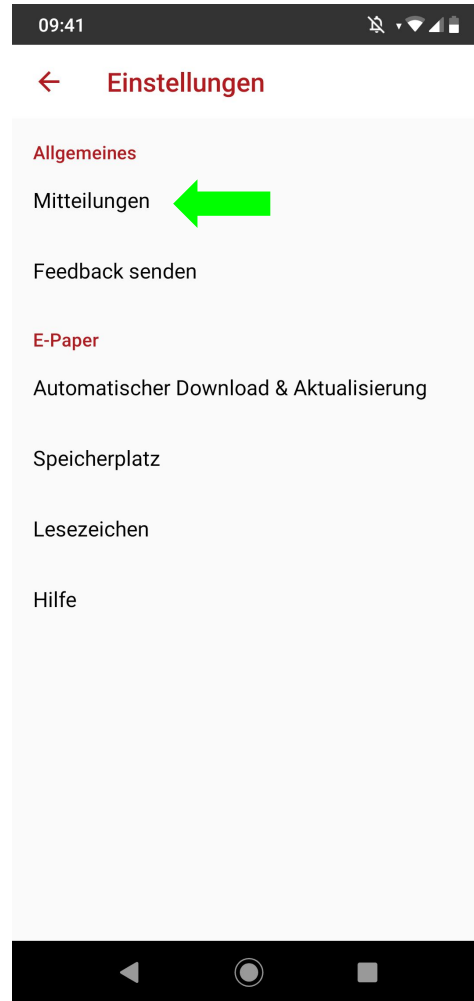 09:41
Einstellungen
Allgemeines
Mitteilungen
Feedback senden
E-Paper
Automatischer Download & Aktualisierung
Speicherplatz
Lesezeichen
Hilfe